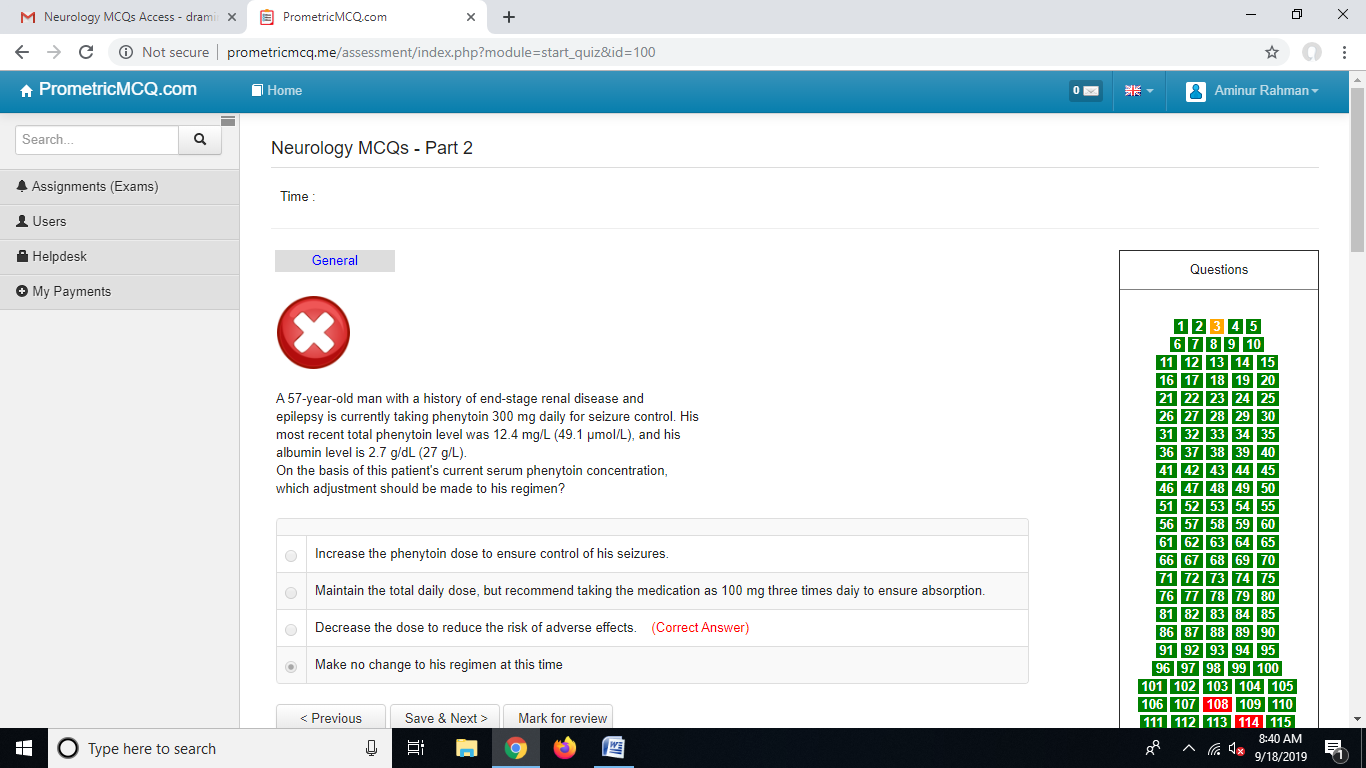 Neurology MCQs Access - drami
PrometricMCQ.com
Not secure
prometricmcq.me/assessment/index.php?module=start_quiz&id=100
PrometricMCQ.com
Home
0
Aminur Rahman
Search...
Assignments (Exams)
Users
Helpdesk
My Payments
Neurology MCQs - Part 2
Time :
General
A 57-year-old man with a history of end-stage renal disease and
epilepsy is currently taking phenytoin 300 mg daily for seizure control. His
most recent total phenytoin level was 12.4 mg/L (49.1 µmol/L), and his
albumin level is 2.7 g/dL (27 g/L).
On the basis of this patient's current serum phenytoin concentration,
which adjustment should be made to his regimen?
Increase the phenytoin dose to ensure control of his seizures.
Maintain the total daily dose, but recommend taking the medication as 100 mg three times daiy to ensure absorption.
Decrease the dose to reduce the risk of adverse effects. (Correct Answer)
Make no change to his regimen at this time
< Previous
Save & Next >
Mark for review
Questions
1 2 3 4 5
6 7 8 9 10
11 12 13 14 15
16 17 18 19 20
21 22 23 24 25
26 27 28 29 30
31 32 33 34 35
36 37 38 39 40
41 42 43 44 45
46 47 48 49 50
51 52 53 54 55
56 57 58 59 60
61 62 63 64 65
66 67 68 69 70
71 72 73 74 75
76 77 78 79 80
81 82 83 84 85
86 87 88 89 90
91 92 93 94 95
96 97 98 99 100
101 102 103 104 105
106 107 108 109 110
111 112 113 114 115
Type here to search
8:40 AM
9/18/2019
1